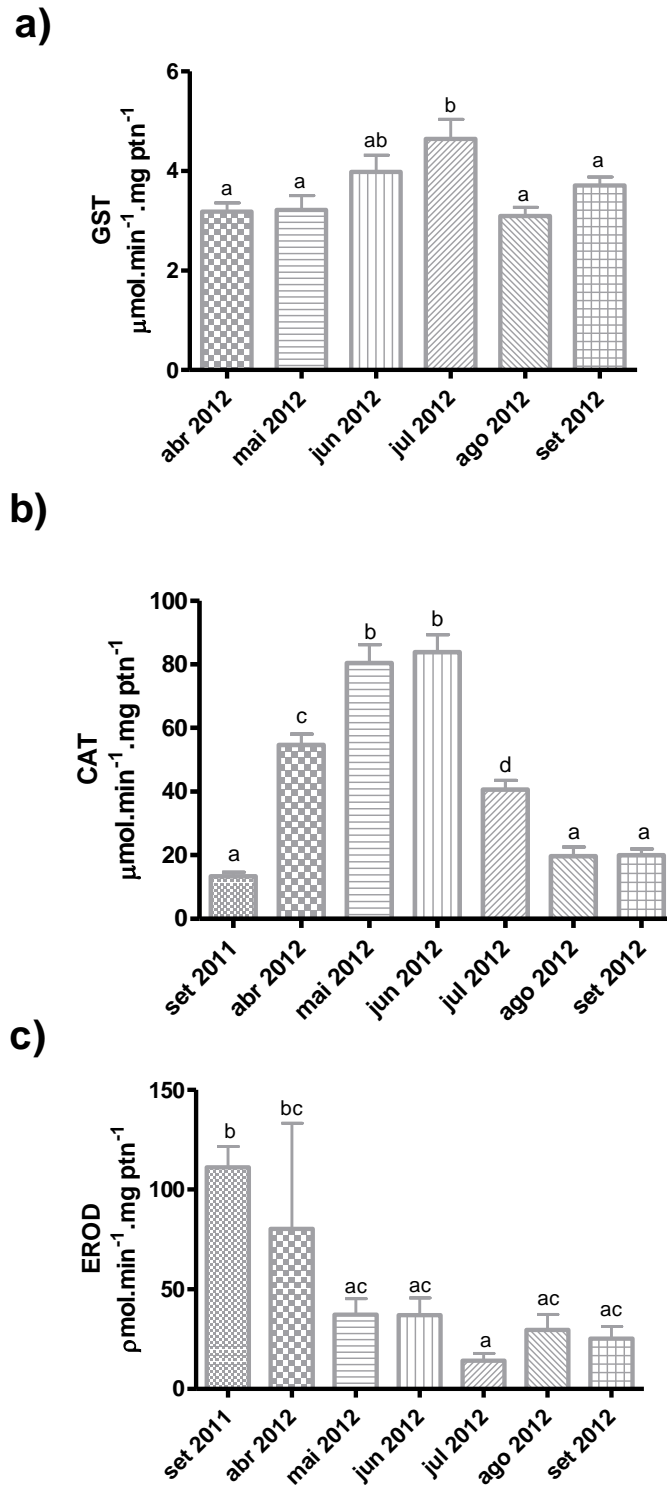 a)
GST
µmol.min⁻¹.mg ptn⁻¹
6
4
2
0
a
a
ab
b
a
a
abr 2012
mai 2012
jun 2012
jul 2012
ago 2012
set 2012
b)
CAT
µmol.min⁻¹.mg ptn⁻¹
100
80
60
40
20
0
a
c
b
b
d
a
a
set 2011
abr 2012
mai 2012
jun 2012
jul 2012
ago 2012
set 2012
c)
EROD
ρmol.min⁻¹.mg ptn⁻¹
150
100
50
0
b
bc
ac
ac
a
ac
ac
set 2011
abr 2012
mai 2012
jun 2012
jul 2012
ago 2012
set 2012